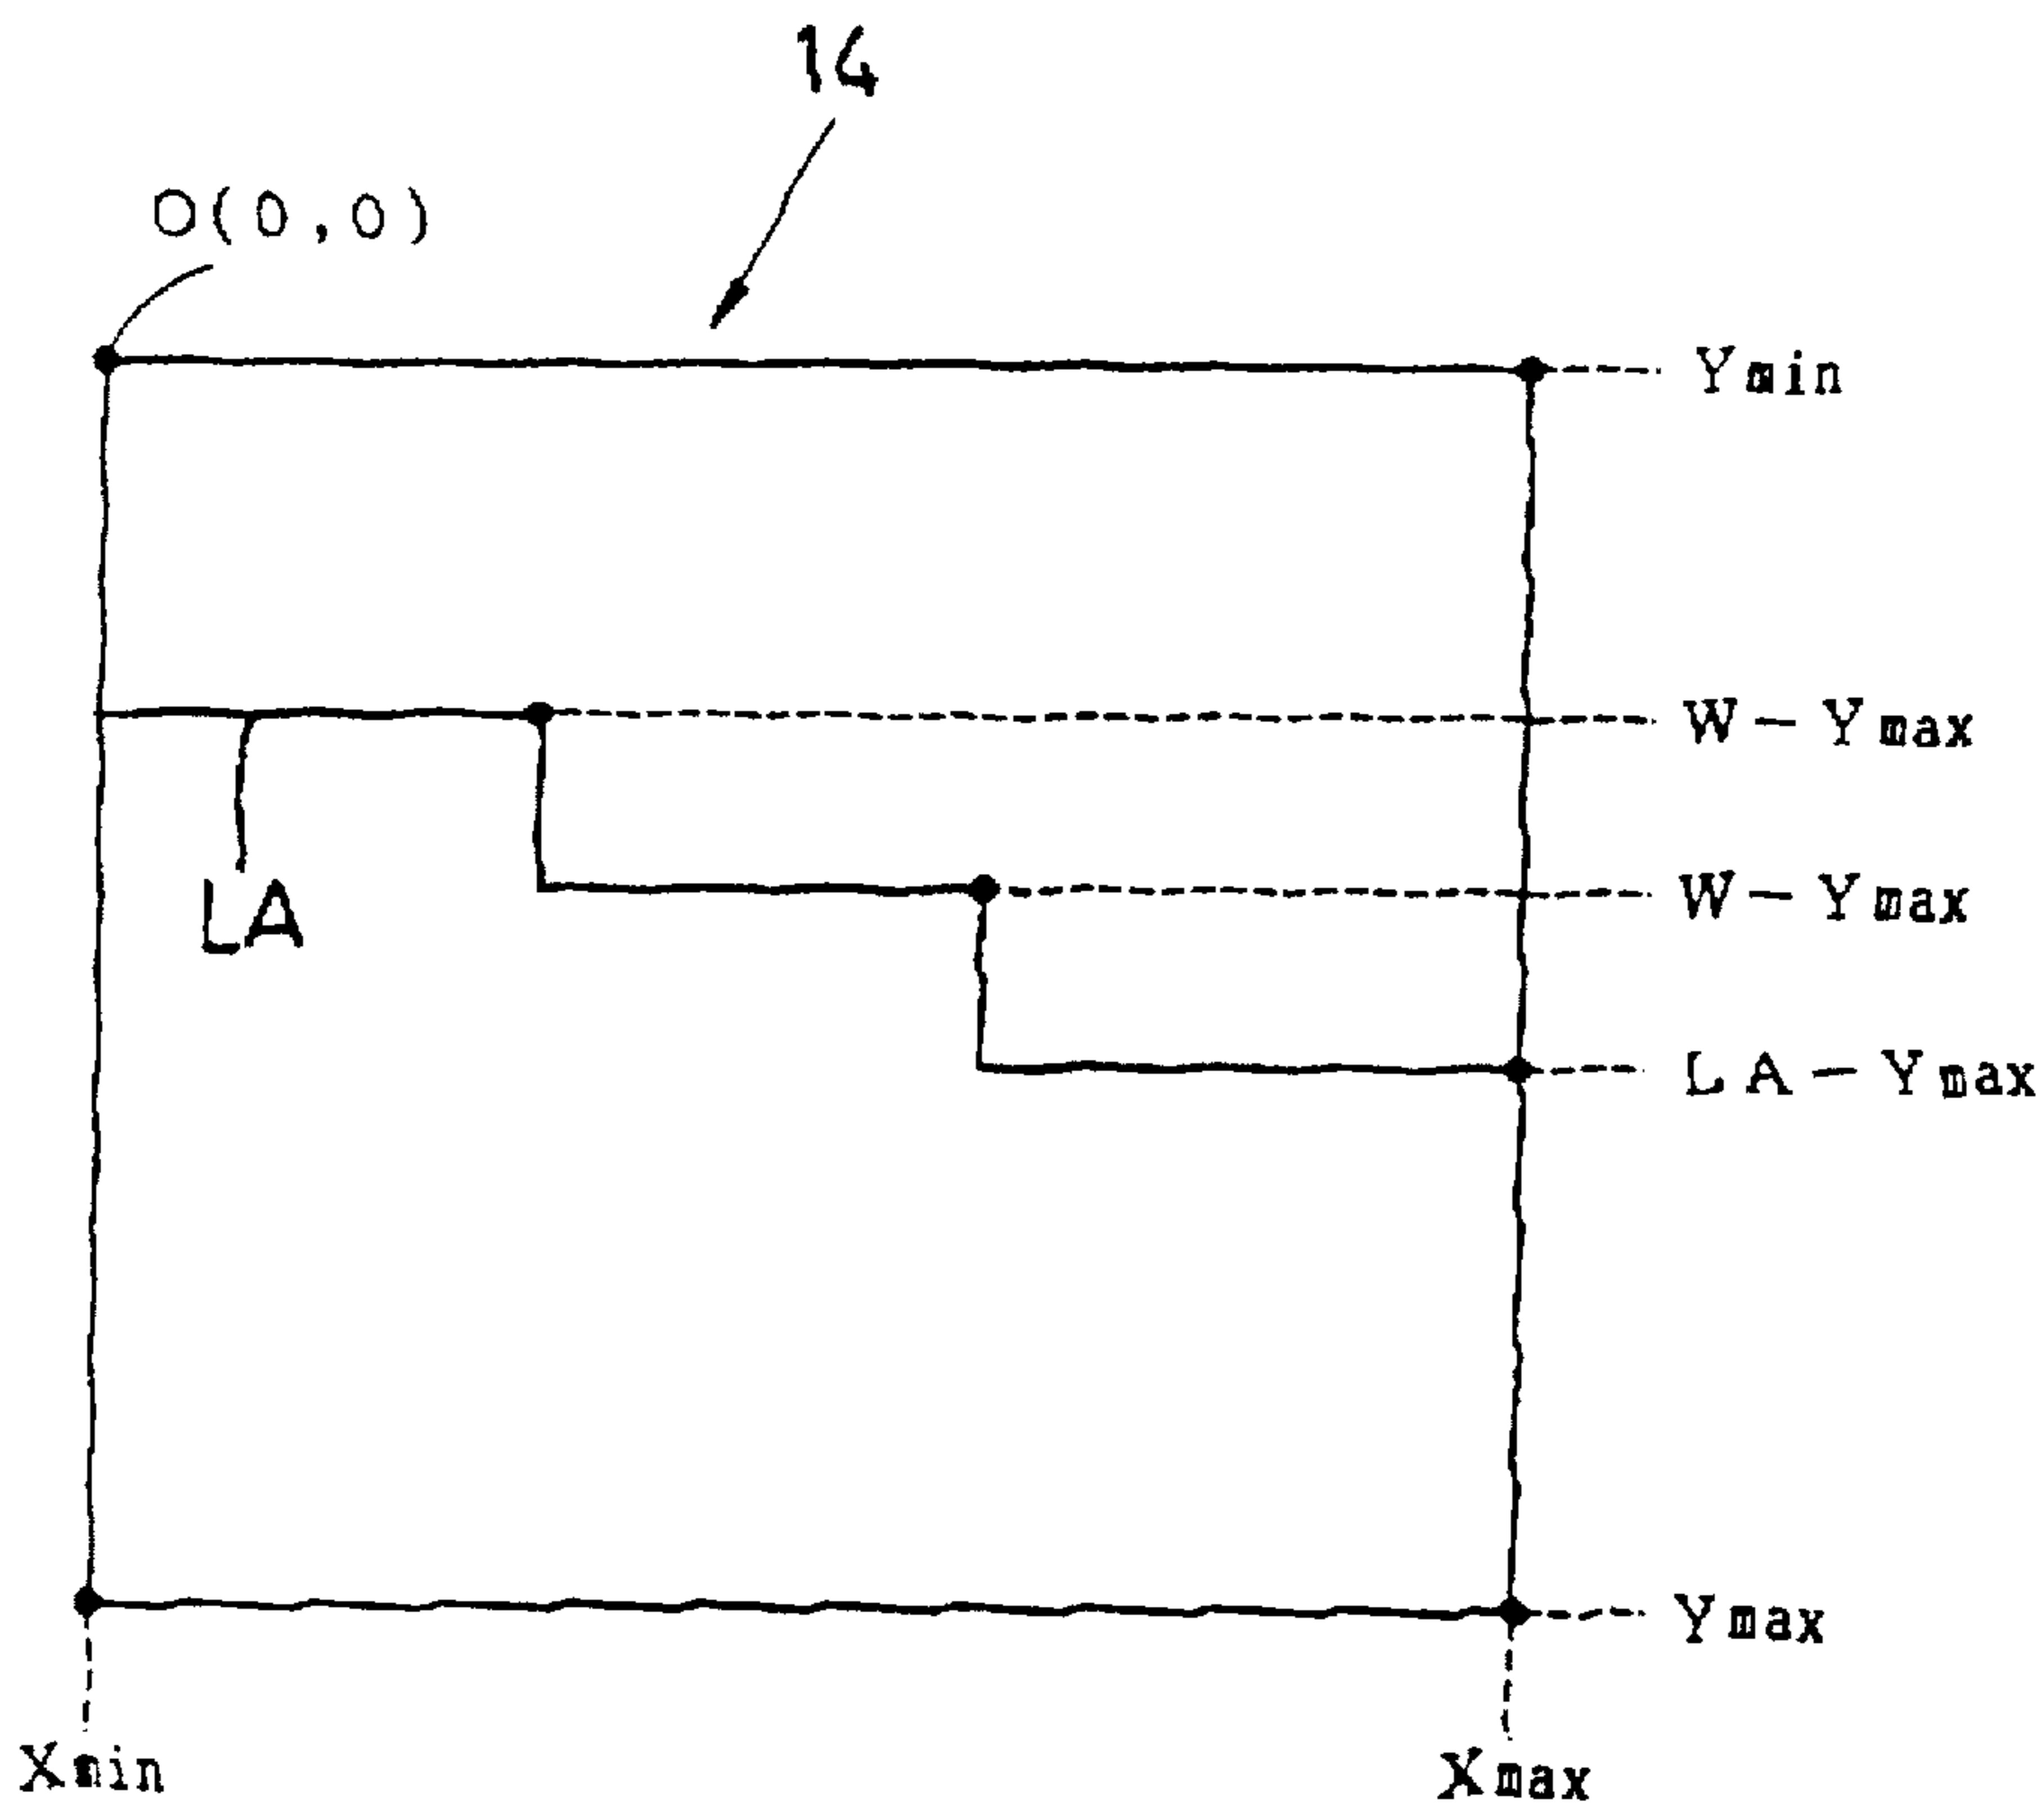 14
O(0,0)
Ymin
W-Ymax
LA
W-Ymax
LA-Ymax
Ymax
Xmin
Xmax